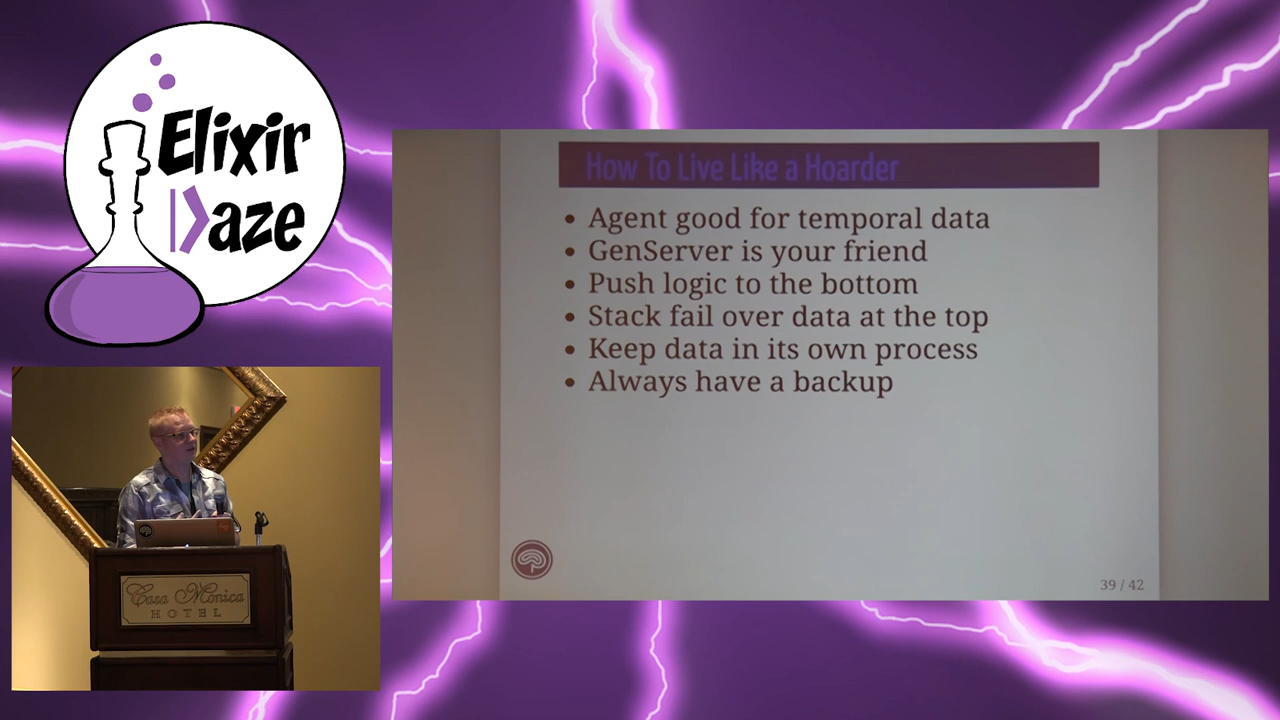 Elixir
Daze
How To Live Like a Hoarder
• Agent good for temporal data
• GenServer is your friend
• Push logic to the bottom
• Stack fail over data at the top
• Keep data in its own process
• Always have a backup
39 / 42
Casa Monica
HOTEL